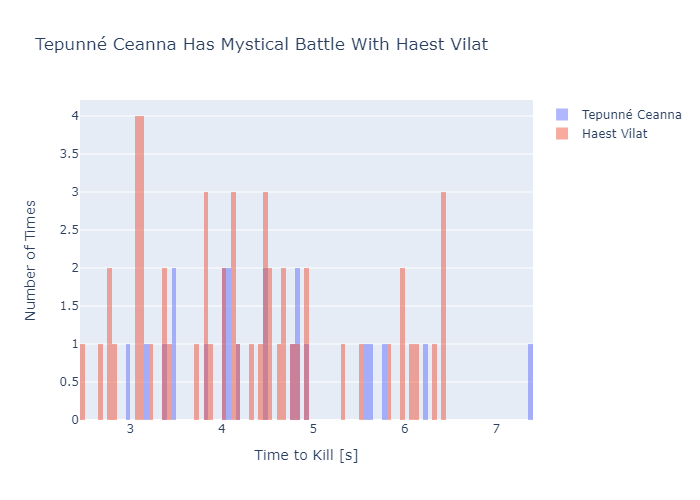 Tepunné Ceanna Has Mystical Battle With Haest Vilat
Tepunné Ceanna
Haest Vilat
4
3.5
3
2.5
2
1.5
1
0.5
0
Number of Times
3
4
5
6
7
Time to Kill [s]